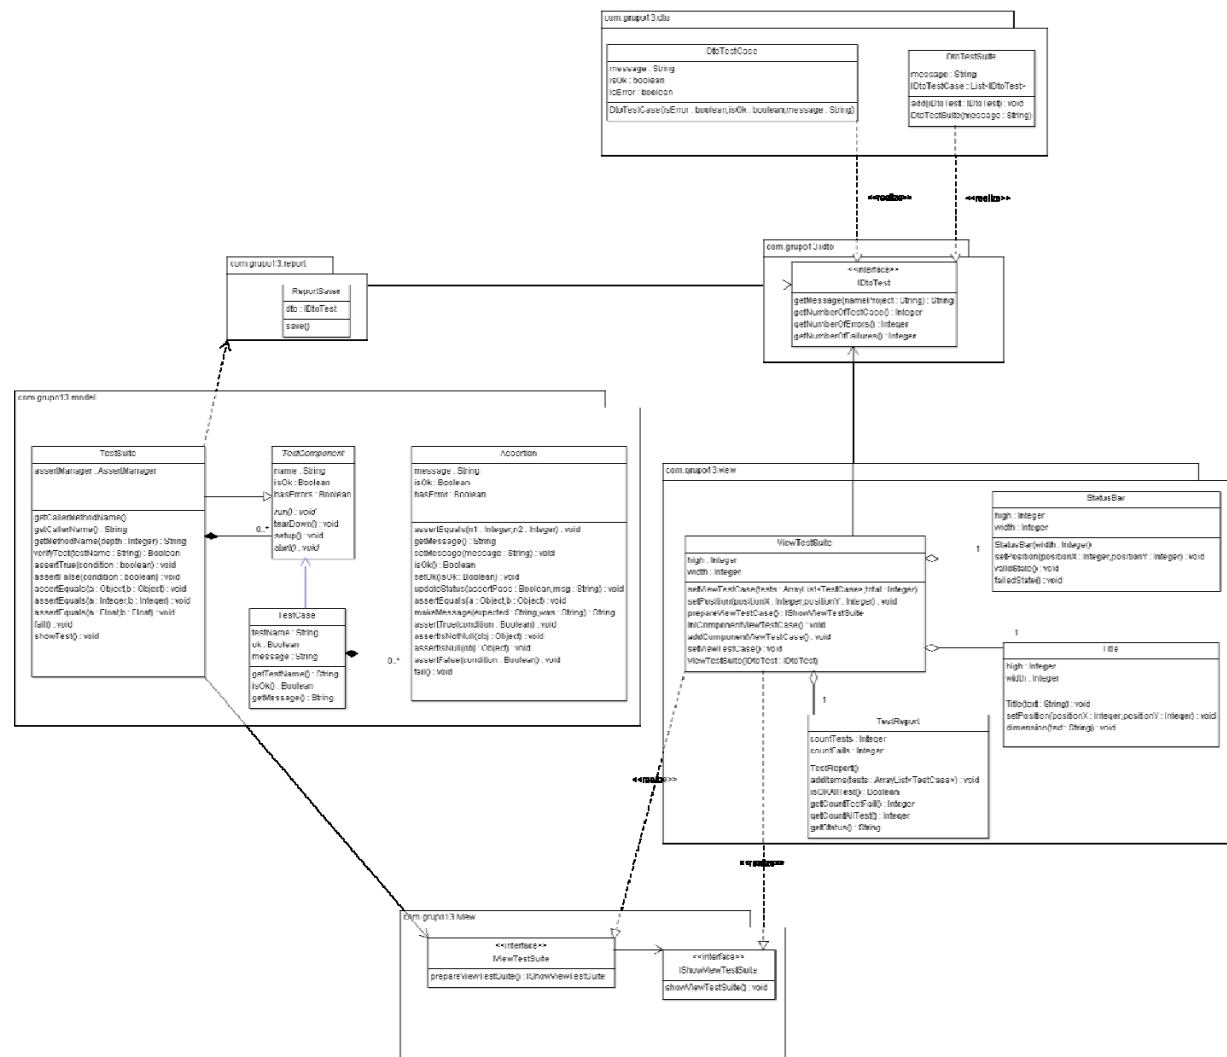 com.grupo13.dto
DtoTestCase
message : String
isOk : boolean
isError : boolean
DtoTestCase(isError : boolean,isOk : boolean,message : String)
DtoTestSuite
message : String
IDtoTestCase : List<IDtoTest>
add(IDtoTest : IDtoTest) : void
DtoTestSuite(message : String)
<<realize>>
<<realize>>
com.grupo13.idto
<<interface>>
IDtoTest
getMessage(nameProject : String) : String
getNumberOfTestCase() : Integer
getNumberOfErrors() : Integer
getNumberOfFailures() : Integer
com.grupo13.report
ReportSaver
dto : IDtoTest
save()
com.grupo13.model
TestSuite
assertManager : AssertManager
getCallerMethodName()
getCallerName() : String
getMethodName(depth : Integer) : String
verifyTest(testName : String) : Boolean
assertTrue(condition : boolean) : void
assertFalse(condition : boolean) : void
assertEquals(a : Object,b : Object) : void
assertEquals(a : Integer,b : Integer) : void
assertEquals(a : Float,b : Float) : void
fail() : void
showTest() : void
TestComponent
name : String
isOk : Boolean
hasErrors : Boolean
run() : void
tearDown() : void
setup() : void
start() : void
0..*
TestCase
testName : String
ok : Boolean
message : String
getTestName() : String
isOk() : Boolean
getMessage() : String
0..*
Assertion
message : String
isOk : Boolean
hasError : Boolean
assertEquals(n1 : Integer,n2 : Integer) : void
getMessage() : String
setMessage(message : String) : void
isOk() : Boolean
setOk(isOk : Boolean) : void
updateStatus(assertPass : Boolean,msg : String) : void
assertEquals(a : Object,b : Object) : void
makeMessage(expected : String,was : String) : String
assertTrue(condition : Boolean) : void
assertIsNotNull(obj : Object) : void
assertIsNull(obj : Object) : void
assertFalse(condition : Boolean) : void
fail() : void
com.grupo13.view
ViewTestSuite
high : Integer
width : Integer
setViewTestCase(tests : ArrayList<TestCase>,total : Integer)
setPosition(positionX : Integer,positionY : Integer) : void
prepareViewTestCase() : IShowViewTestSuite
iniComponentViewTestCase() : void
addComponentViewTestCase() : void
setViewTestCase() : void
ViewTestSuite(IDtoTest : IDtoTest)
1
StatusBar
high : Integer
width : Integer
StatusBar(width : Integer)
setPosition(positionX : Integer,positionY : Integer) : void
validState() : void
failedState() : void
1
Title
high : Integer
width : Integer
Title(text : String) : void
setPosition(positionX : Integer,positionY : Integer) : void
dimension(text : String) : void
1
TestReport
countTests : Integer
countFails : Integer
TestReport()
addItems(tests : ArrayList<TestCase>) : void
isOKAllTest() : Boolean
getCountTestFail() : Integer
getCountAllTest() : Integer
getStatus() : String
<<realize>>
<<realize>>
com.grupo13.iview
<<interface>>
IViewTestSuite
prepareViewTestSuite() : IShowViewTestSuite
<<interface>>
IShowViewTestSuite
showViewTestSuite() : void